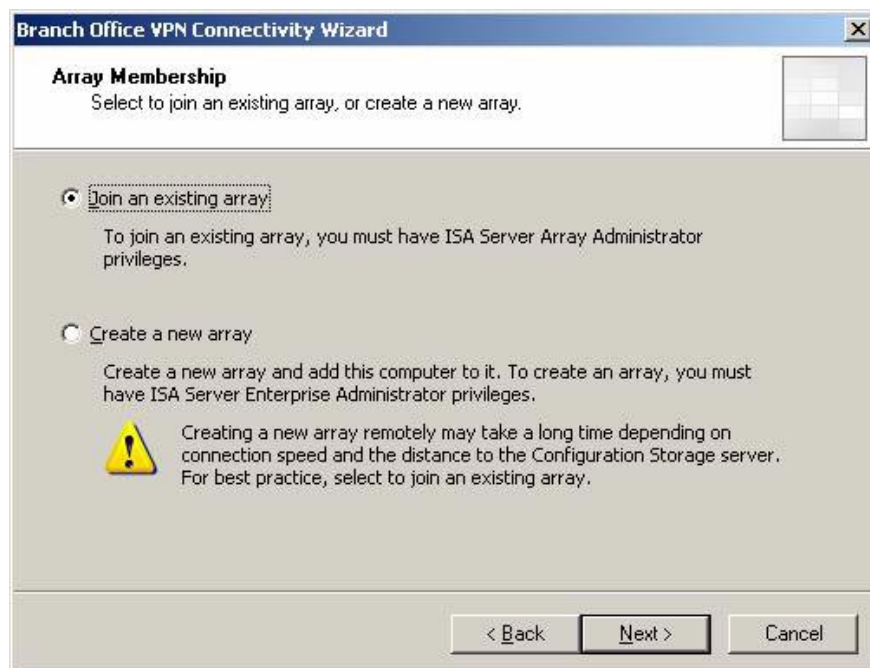 Branch Office VPN Connectivity Wizard
Array Membership
Select to join an existing array, or create a new array.
Join an existing array
To join an existing array, you must have ISA Server Array Administrator
privileges.
Create a new array
Create a new array and add this computer to it. To create an array, you must
have ISA Server Enterprise Administrator privileges.
Creating a new array remotely may take a long time depending on
connection speed and the distance to the Configuration Storage server.
For best practice, select to join an existing array.
< Back
Next >
Cancel